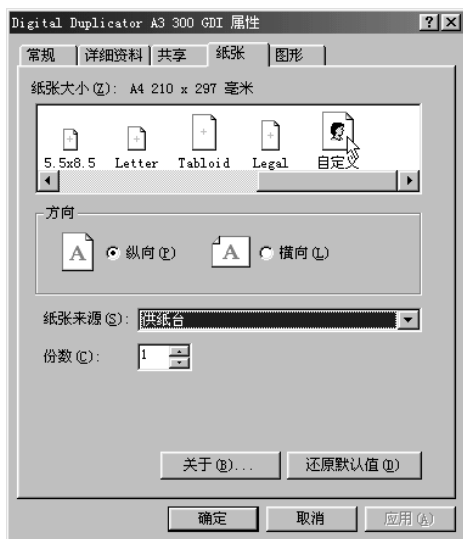 Digital Duplicator A3 300 GDI 属性
常规 详细资料 共享 纸张 图形
纸张大小(Z): A4 210 x 297 毫米
5.5x8.5 Letter Tabloid Legal 自定义
方向
A 纵向(P) A 横向(L)
纸张来源(S): 供纸台
份数(C): 1
关于(B)... 还原默认值(D)
确定 取消 应用(A)